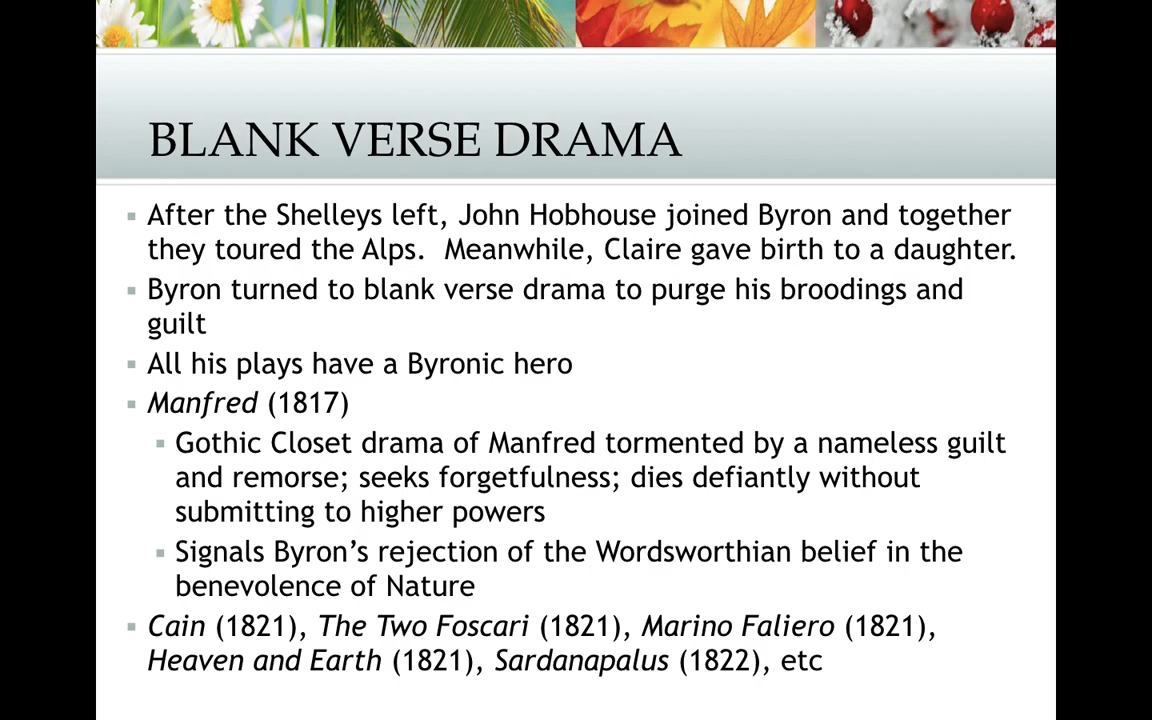 BLANK VERSE DRAMA
After the Shelleys left, John Hobhouse joined Byron and together
they toured the Alps.  Meanwhile, Claire gave birth to a daughter.
Byron turned to blank verse drama to purge his broodings and
guilt
All his plays have a Byronic hero
Manfred (1817)
Gothic Closet drama of Manfred tormented by a nameless guilt
and remorse; seeks forgetfulness; dies defiantly without
submitting to higher powers
Signals Byron’s rejection of the Wordsworthian belief in the
benevolence of Nature
Cain (1821), The Two Foscari (1821), Marino Faliero (1821),
Heaven and Earth (1821), Sardanapalus (1822), etc